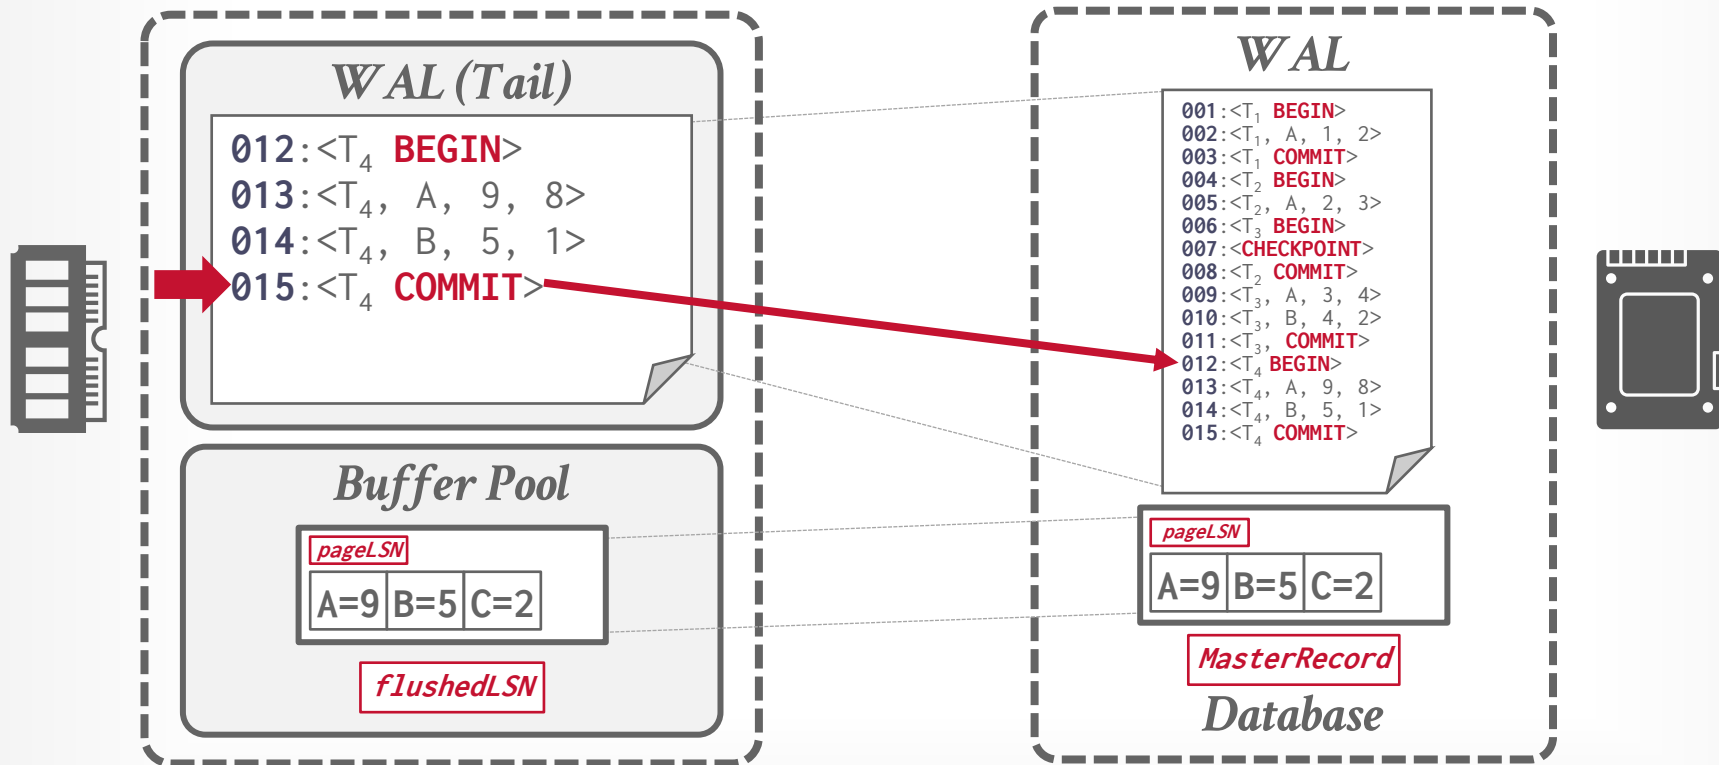 WAL (Tail)
012:<T4 BEGIN>
013:<T4, A, 9, 8>
014:<T4, B, 5, 1>
015:<T4 COMMIT>
Buffer Pool
pageLSN
A=9 B=5 C=2
flushedLSN
WAL
001:<T1 BEGIN>
002:<T1, A, 1, 2>
003:<T1 COMMIT>
004:<T2 BEGIN>
005:<T2, A, 2, 3>
006:<T3 BEGIN>
007:<CHECKPOINT>
008:<T2 COMMIT>
009:<T3, A, 3, 4>
010:<T3, B, 4, 2>
011:<T3, COMMIT>
012:<T4 BEGIN>
013:<T4, A, 9, 8>
014:<T4, B, 5, 1>
015:<T4 COMMIT>
pageLSN
A=9 B=5 C=2
MasterRecord
Database